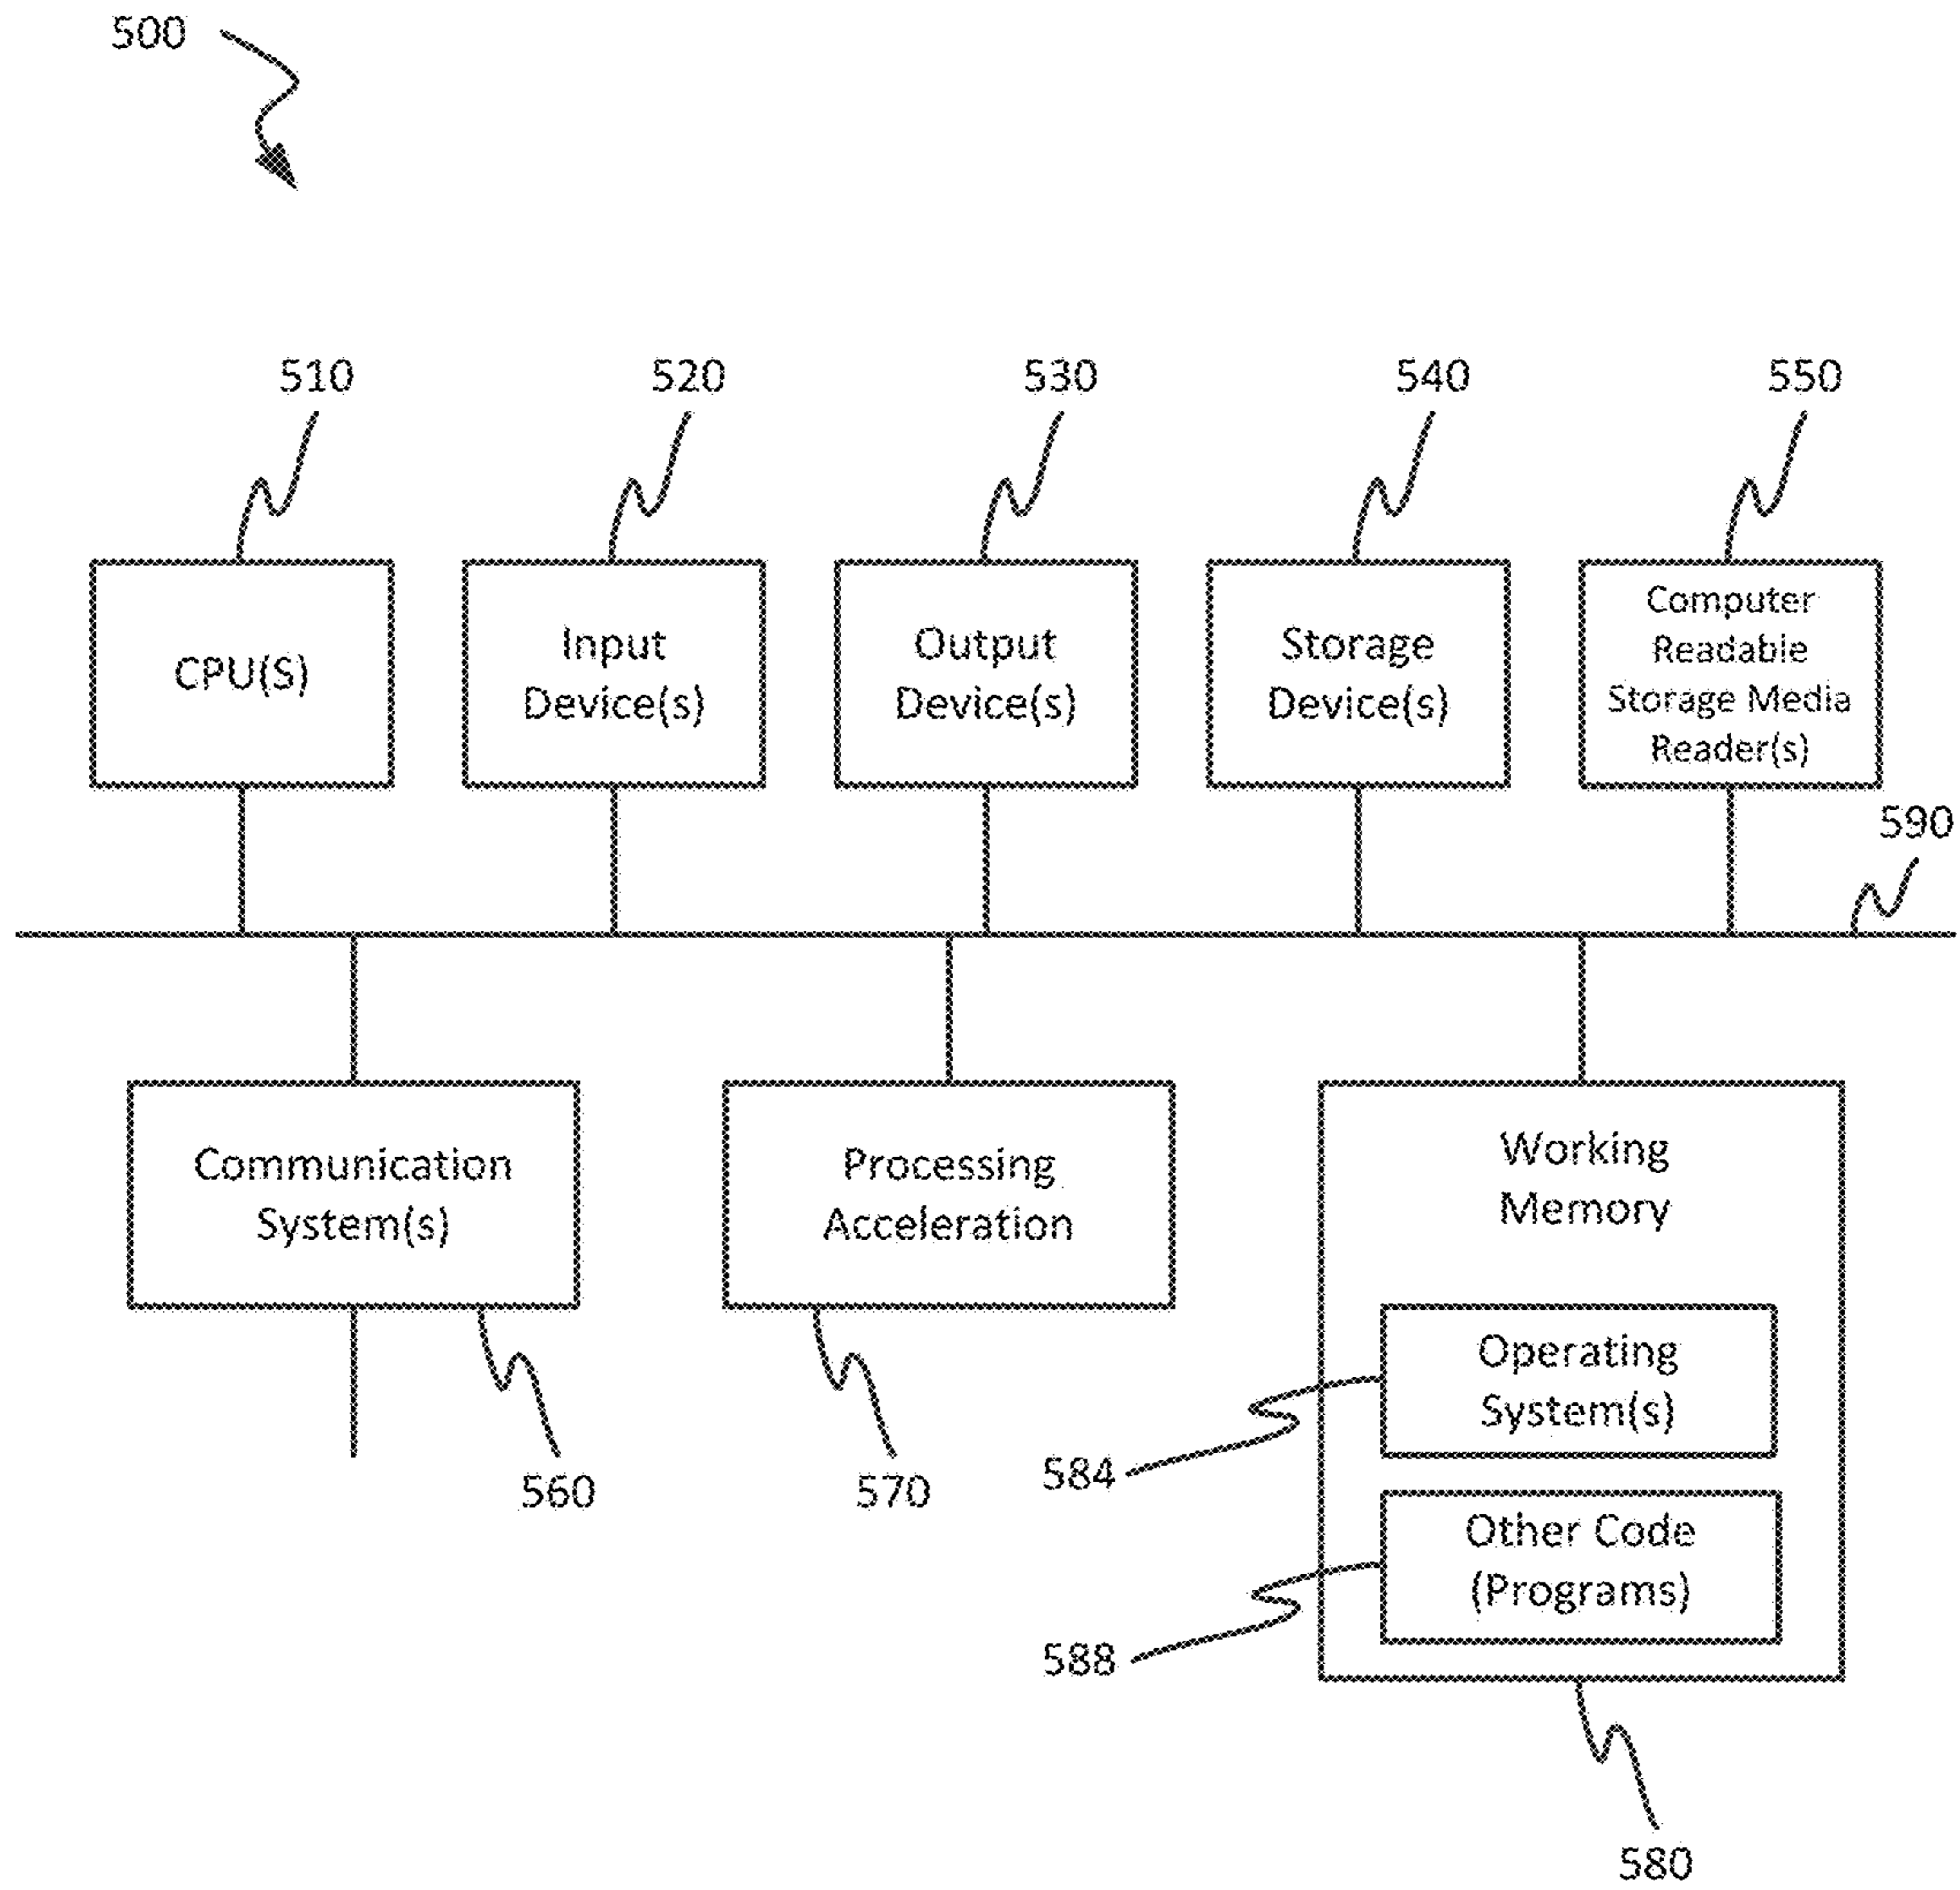 500
510
520
530
540
550
CPU(S)
Input
Device(s)
Output
Device(s)
Storage
Device(s)
Computer
Readable
Storage Media
Reader(s)
590
Communication
System(s)
Processing
Acceleration
Working
Memory
Operating
System(s)
Other Code
(Programs)
560
570
584
588
580